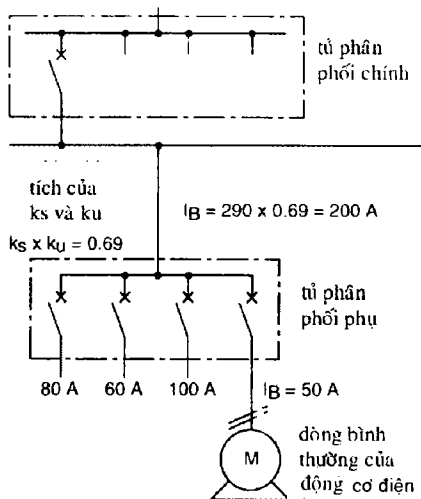 tủ phân
phối chính
tích của
ks và ku
ks x ku = 0.69
IB = 290 x 0.69 = 200 A
tủ phân
phối phụ
80 A 60 A 100 A IB = 50 A
M
dòng bình
thường của
động cơ điện